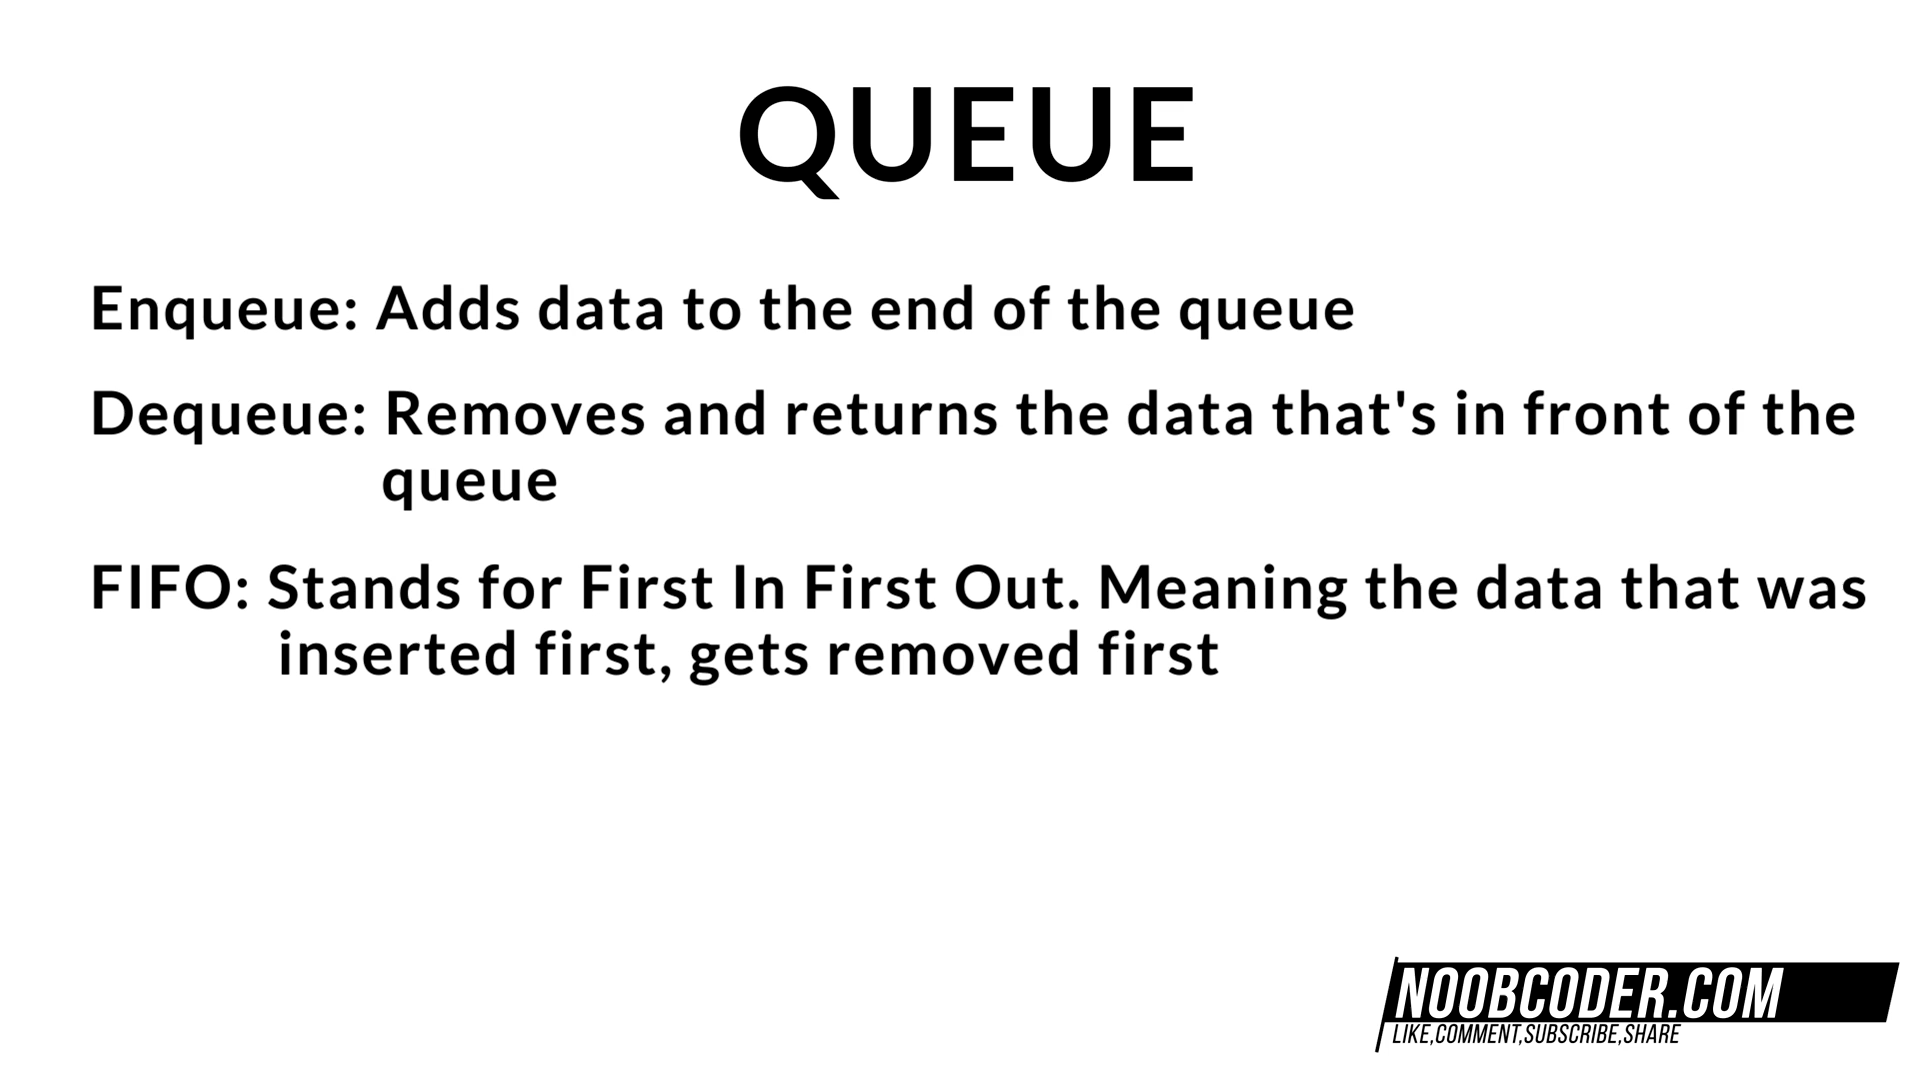 QUEUE
Enqueue: Adds data to the end of the queue
Dequeue: Removes and returns the data that's in front of the
queue
FIFO: Stands for First In First Out. Meaning the data that was
inserted first, gets removed first
NOOBCODER.COM
LIKE,COMMENT,SUBSCRIBE,SHARE